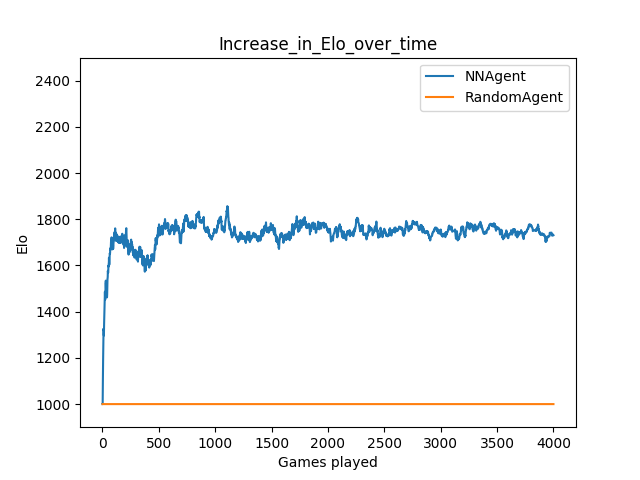 Increase_in_Elo_over_time
NNAgent
RandomAgent
2400
2200
2000
1800
1600
1400
1200
1000
Elo
0 500 1000 1500 2000 2500 3000 3500 4000
Games played